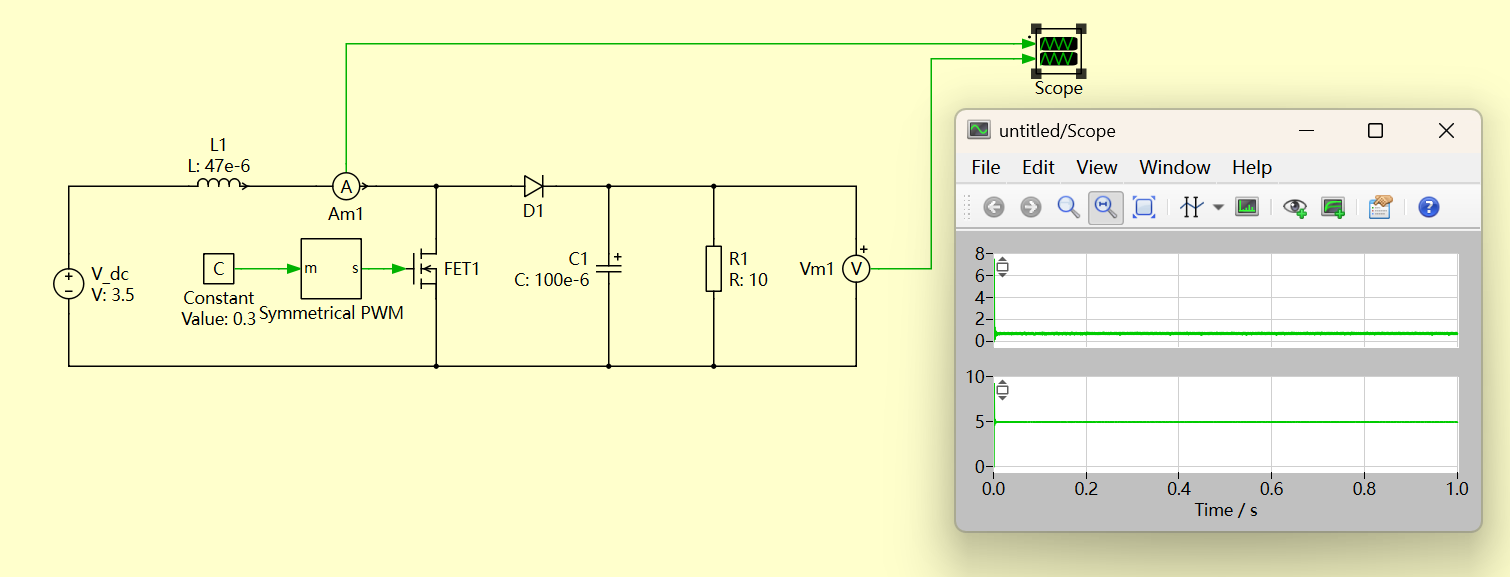 Scope
L1
L: 47e-6
A
Am1
D1
V_dc
V: 3.5
C
Constant
Value: 0.3
m
s
Symmetrical PWM
FET1
C1
C: 100e-6
+
R1
R: 10
Vm1
V
+
untitled/Scope
File Edit View Window Help
8
6
4
2
0
10
5
0
0.0 0.2 0.4 0.6 0.8 1.0
Time / s